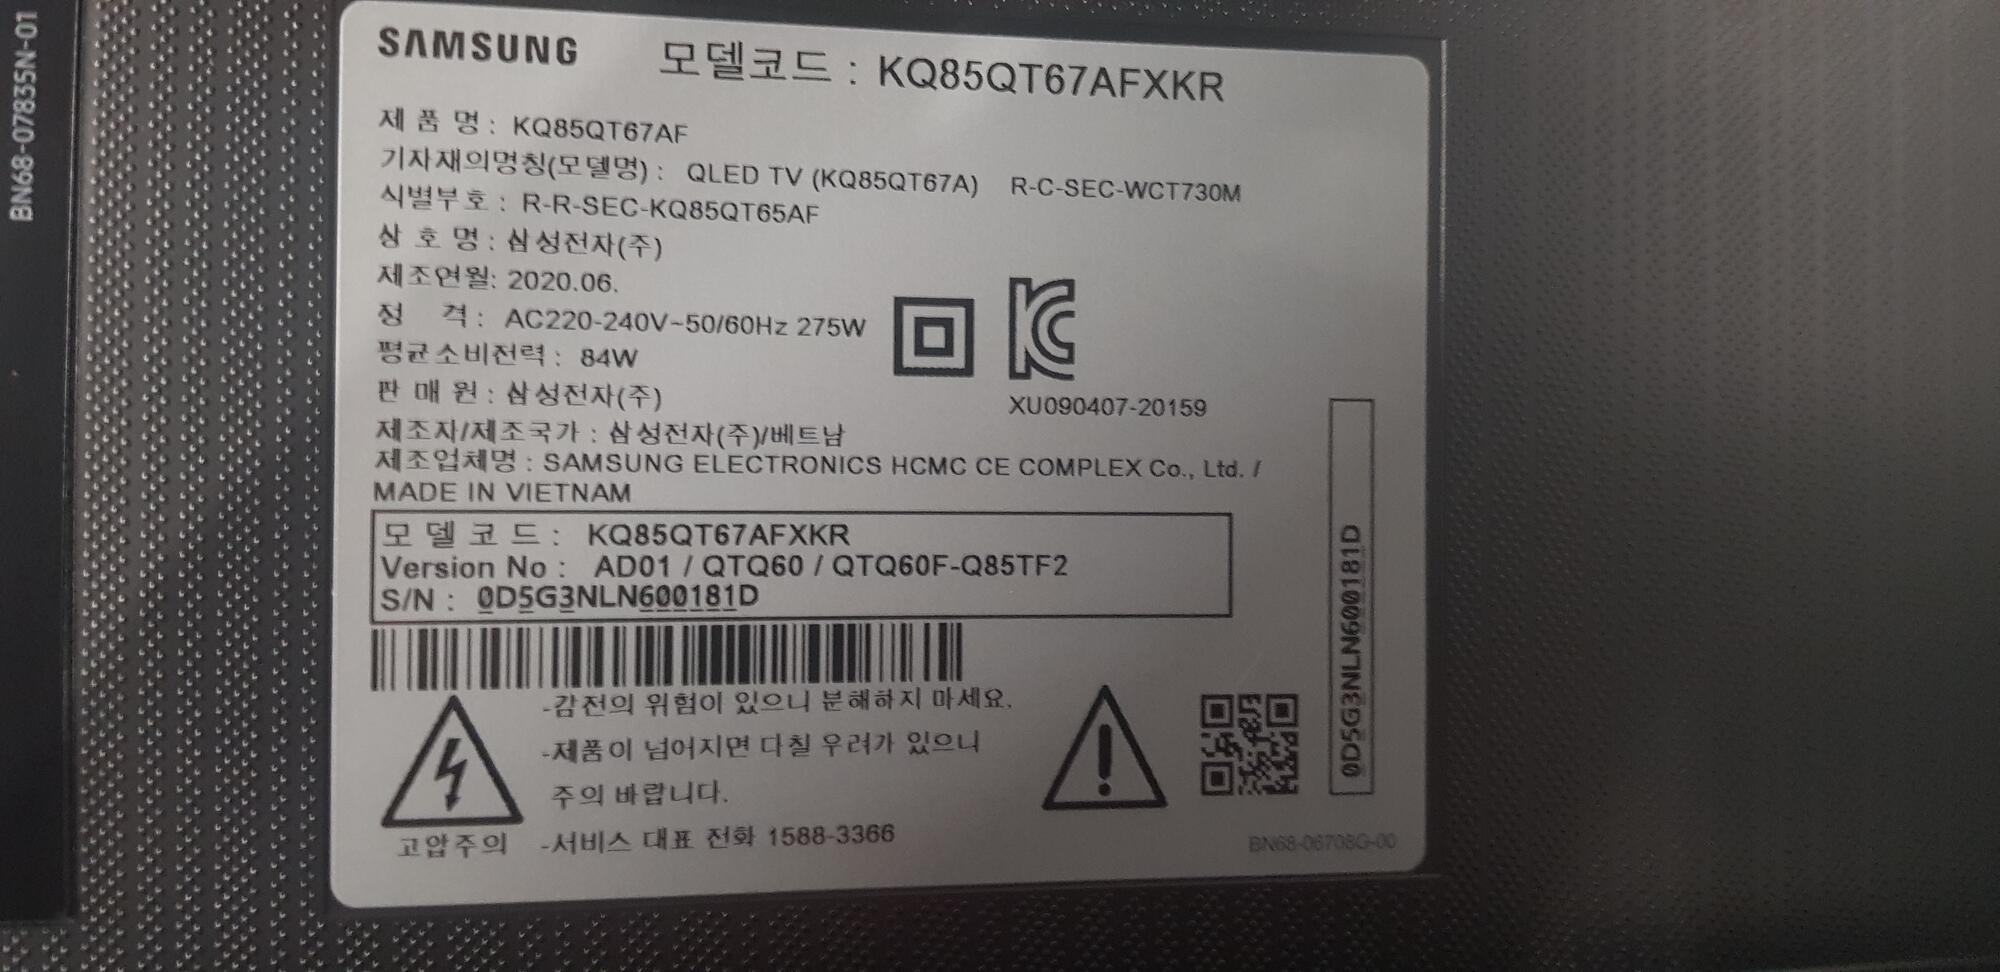 BN68-07835N-01
SAMSUNG 모델코드 : KQ85QT67AFXKR
제 품 명 : KQ85QT67AF
기자재의명칭(모델명) : QLED TV (KQ85QT67A) R-C-SEC-WCT730M
식별부호 : R-R-SEC-KQ85QT65AF
상 호 명 : 삼성전자(주)
제조연월: 2020.06.
정 격 : AC220-240V~50/60Hz 275W
평균소비전력 : 84W
판 매 원 : 삼성전자(주)
XU090407-20159
제조자/제조국가 : 삼성전자(주)/베트남
제조업체명 : SAMSUNG ELECTRONICS HCMC CE COMPLEX Co., Ltd. /
MADE IN VIETNAM
모 델 코 드 : KQ85QT67AFXKR
Version No : AD01 / QTQ60 / QTQ60F-Q85TF2
S/N : 0D5G3NLN600181D
0D5G3NLN600181D
-감전의 위험이 있으니 분해하지 마세요.
-제품이 넘어지면 다칠 우려가 있으니
주의 바랍니다.
고압주의
-서비스 대표 전화 1588-3366
BN68-06708G-00